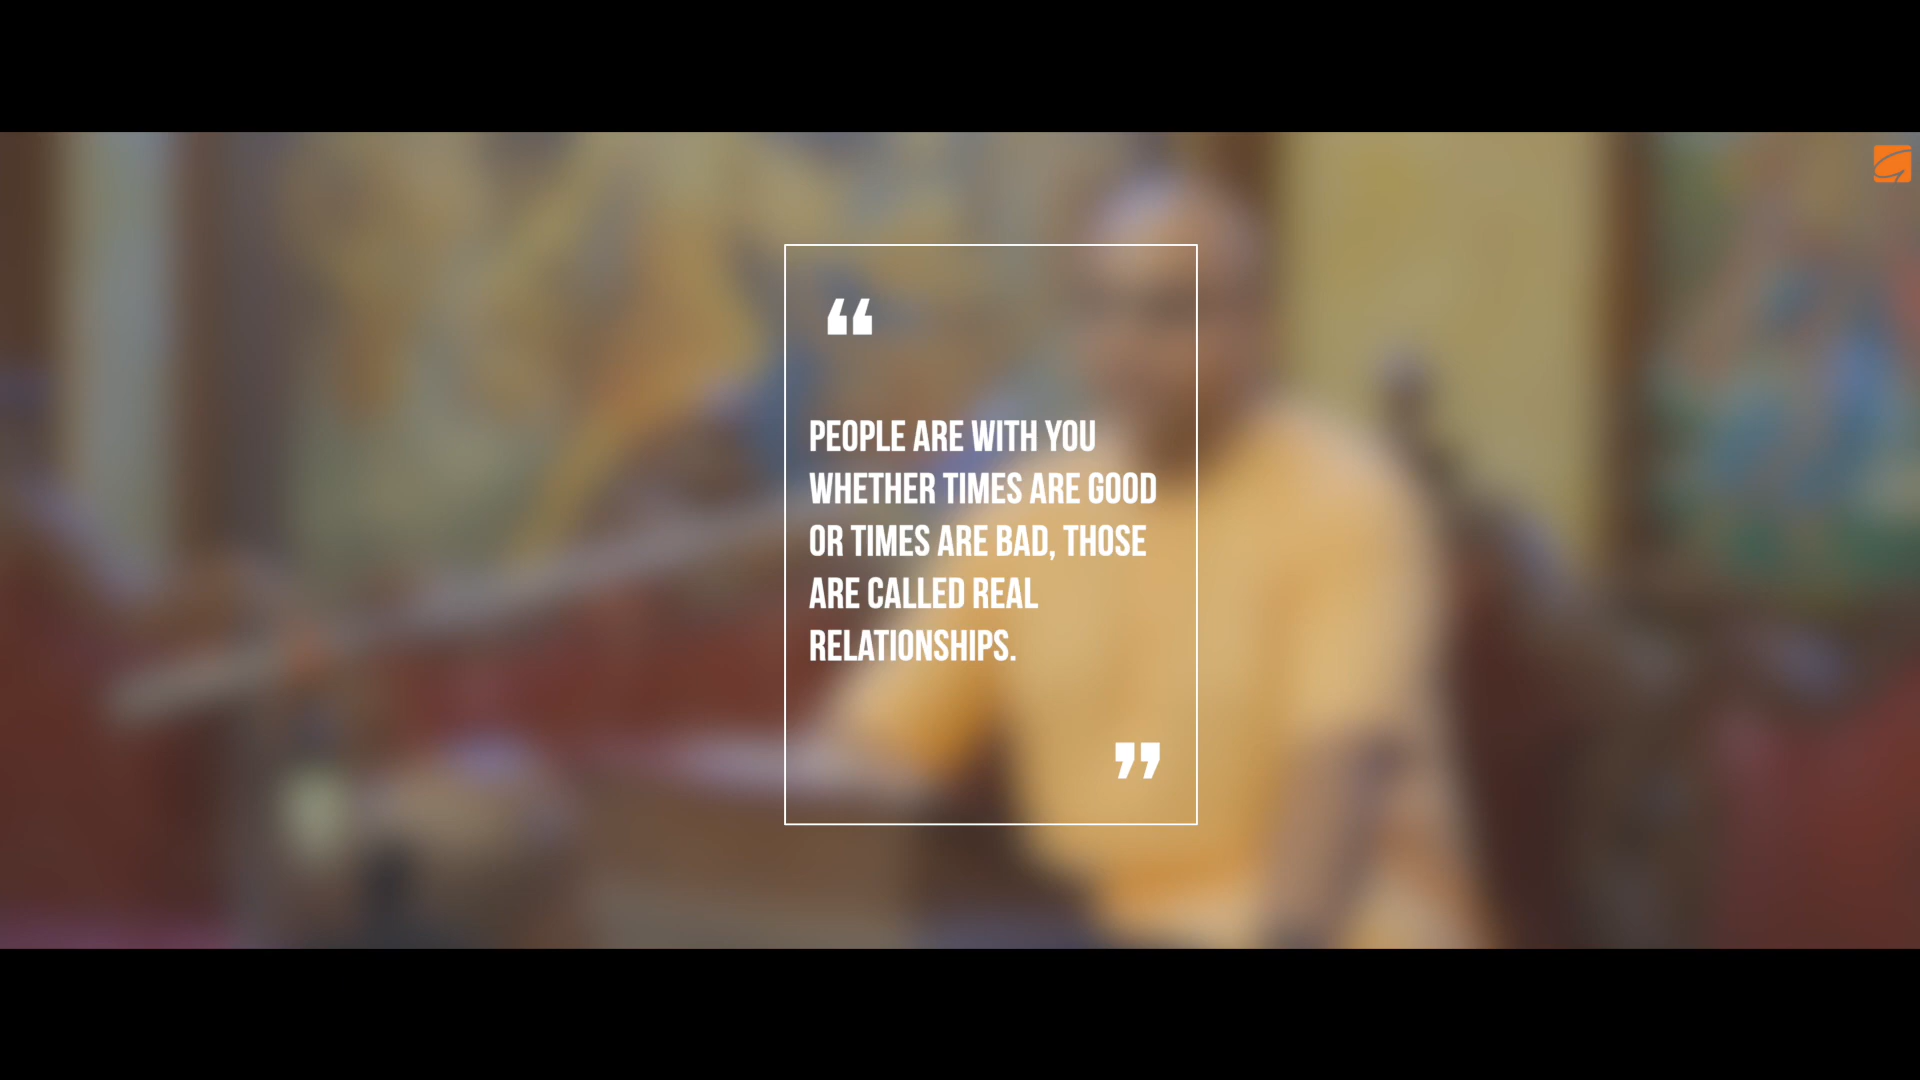 ❝
PEOPLE ARE WITH YOU
WHETHER TIMES ARE GOOD
OR TIMES ARE BAD, THOSE
ARE CALLED REAL
RELATIONSHIPS.
❞